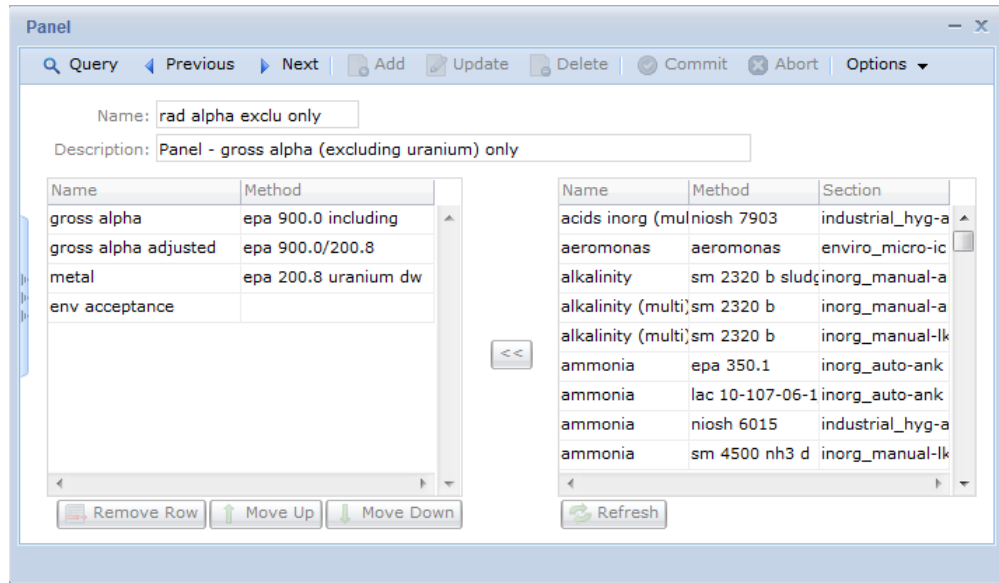 Panel
Query Previous Next Add Update Delete Commit Abort Options
Name: rad alpha exclu only
Description: Panel - gross alpha (excluding uranium) only
Name Method Name Method Section
gross alpha epa 900.0 including acids inorg (mul niosh 7903 industrial_hyg-a
gross alpha adjusted epa 900.0/200.8 aeromonas aeromonas enviro_micro-ic
metal epa 200.8 uranium dw alkalinity sm 2320 b sludg inorg_manual-a
env acceptance alkalinity (multi) sm 2320 b inorg_manual-a
alkalinity (multi) sm 2320 b inorg_manual-lk
<< ammonia epa 350.1 inorg_auto-ank
ammonia lac 10-107-06-1 inorg_auto-ank
ammonia niosh 6015 industrial_hyg-a
ammonia sm 4500 nh3 d inorg_manual-lk
Remove Row Move Up Move Down Refresh